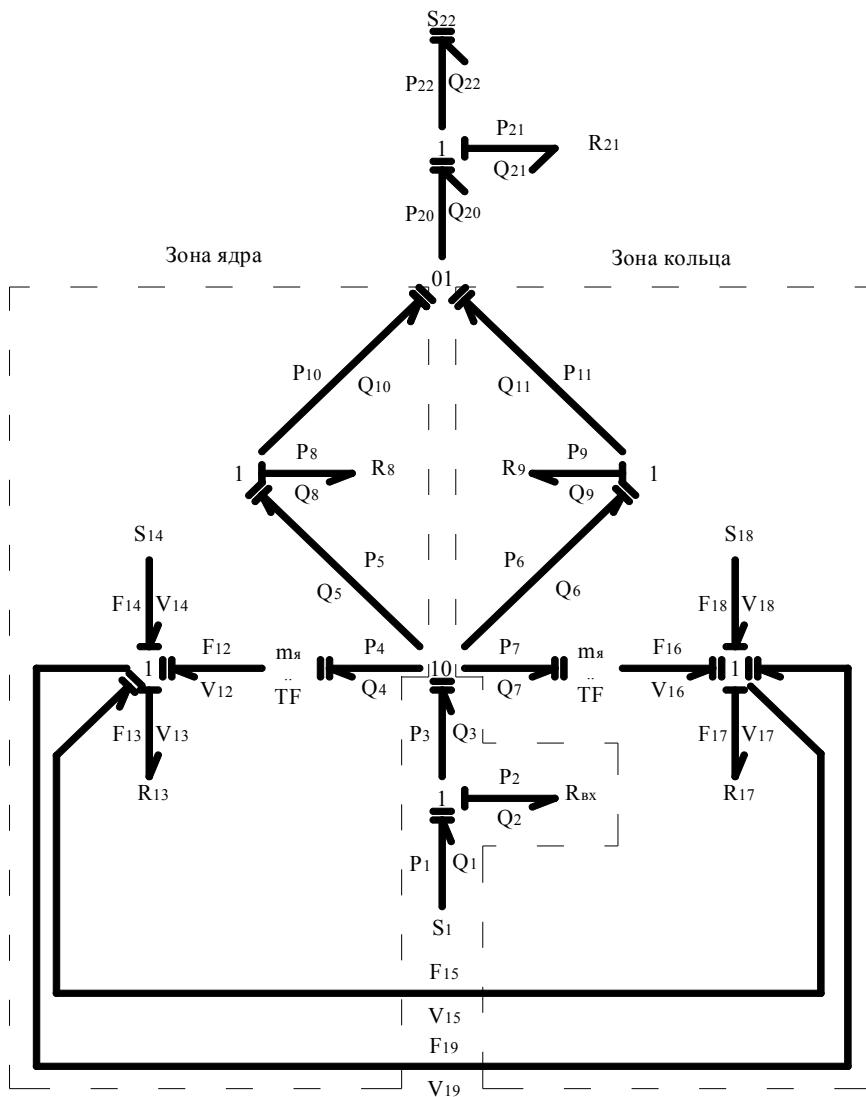 S22
P22 Q22
P21
1 R21
Q21
P20 Q20
Зона ядра Зона кольца
01
P10 P11
Q10 Q11
P8 P9
1 R8 R9 1
Q8 Q9
S14 P5 P6 S18
Q5 Q6
F14 V14 F18 V18
F12 mя P4 P7 mя F16
1 10 1
V12 .. TF Q4 Q7 .. TF V16
F13 V13 P3 Q3 F17 V17
P2
R13 1 Rвх R17
Q2
P1 Q1
S1
F15
V15
F19
V19